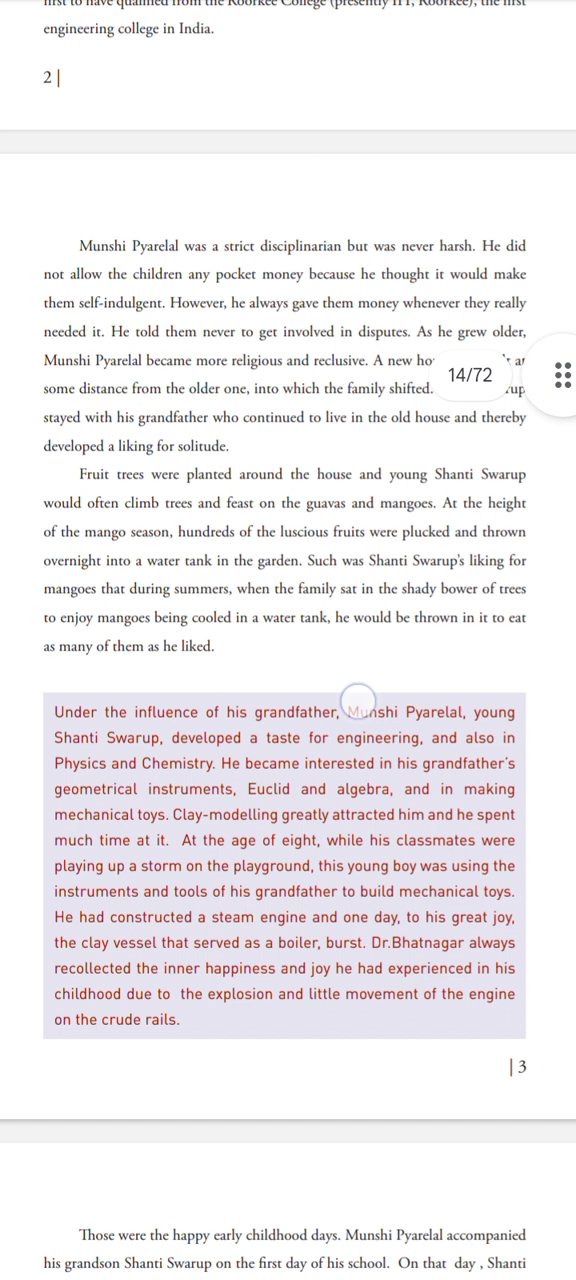 engineering college in India.
2|
Munshi Pyarelal was a strict disciplinarian but was never harsh. He did
not allow the children any pocket money because he thought it would make
them self-indulgent. However, he always gave them money whenever they really
needed it. He told them never to get involved in disputes. As he grew older,
Munshi Pyarelal became more religious and reclusive. A new
14/72
some distance from the older one, into which the family shifted.
stayed with his grandfather who continued to live in the old house and thereby
developed a liking for solitude.
Fruit trees were planted around the house and young Shanti Swarup
would often climb trees and feast on the guavas and mangoes. At the height
of the mango season, hundreds of the luscious fruits were plucked and thrown
overnight into a water tank in the garden. Such was Shanti Swarup's liking for
mangoes that during summers, when the family sat in the shady bower of trees
to enjoy mangoes being cooled in a water tank, he would be thrown in it to eat
as many of them as he liked.
Under the influence of his grandfather, Munshi Pyarelal, young
Shanti Swarup, developed a taste for engineering, and also in
Physics and Chemistry. He became interested in his grandfather's
geometrical instruments, Euclid and algebra, and in making
mechanical toys. Clay-modelling greatly attracted him and he spent
much time at it. At the age of eight, while his classmates were
playing up a storm on the playground, this young boy was using the
instruments and tools of his grandfather to build mechanical toys.
He had constructed a steam engine and one day, to his great joy,
the clay vessel that served as a boiler, burst. Dr.Bhatnagar always
recollected the inner happiness and joy he had experienced in his
childhood due to the explosion and little movement of the engine
on the crude rails.
|3
Those were the happy early childhood days. Munshi Pyarelal accompanied
his grandson Shanti Swarup on the first day of his school. On that day , Shanti